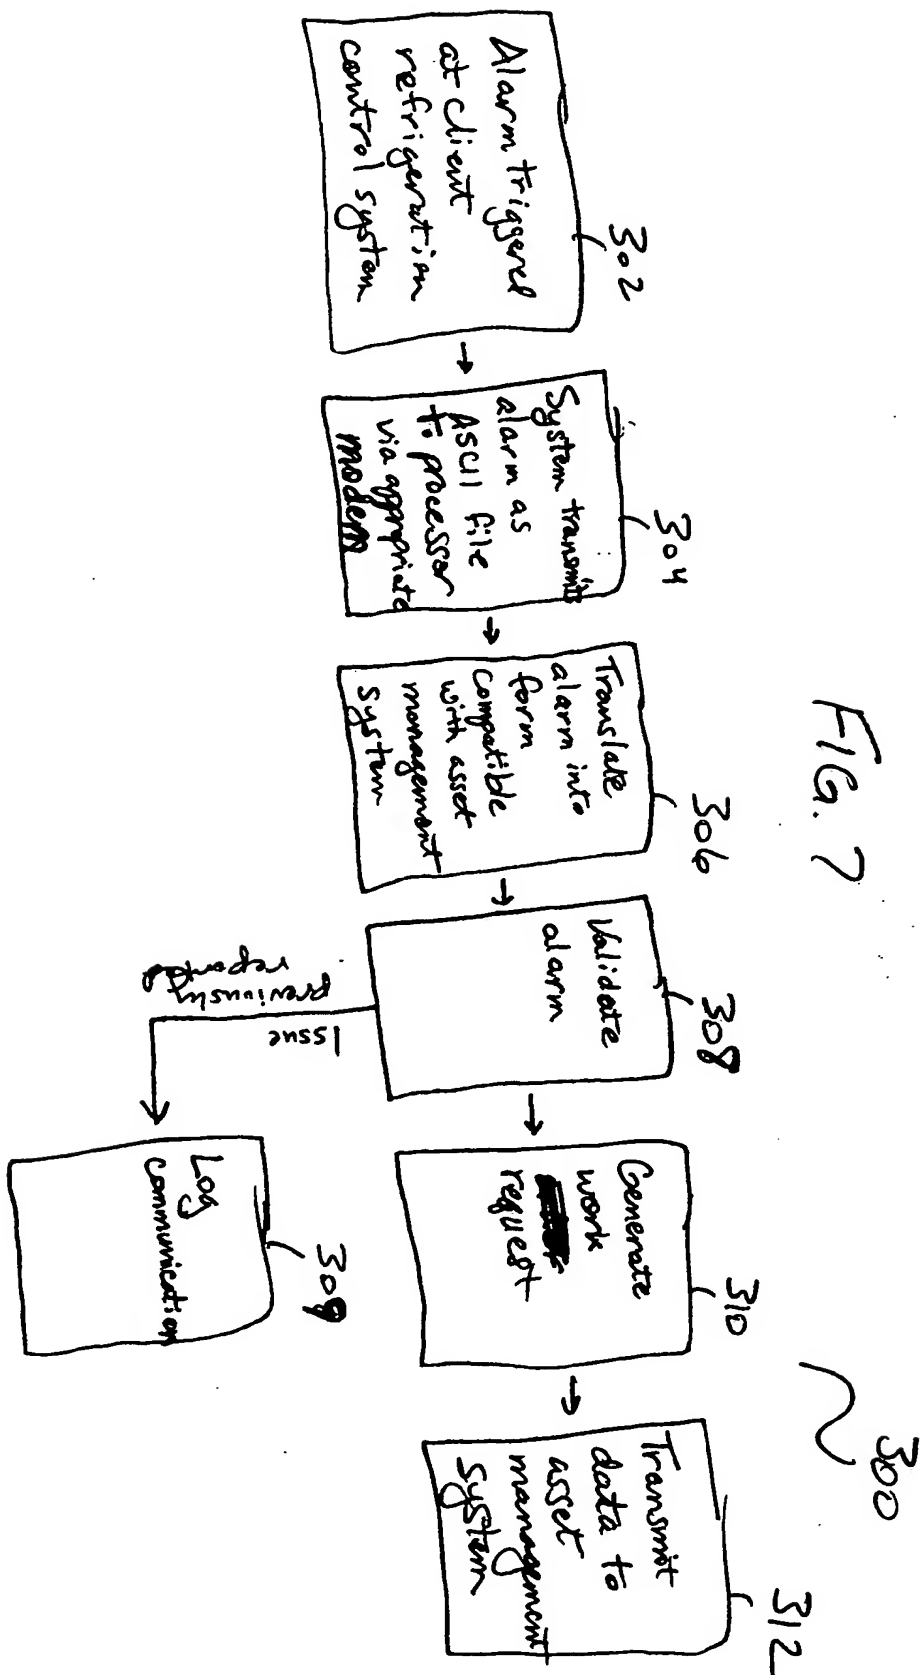 FIG. 7
300
302
Alarm triggered
at client
refrigeration
control system
304
System transmits
alarm as
ASCII file
to processor
via appropriate
modem
306
Translate
alarm into
form
compatible
with asset
management
system
308
Validate
alarm
Issue
previously
reported
309
Log
communication
310
Generate
work
request
312
Transmit
data to
asset
management
system